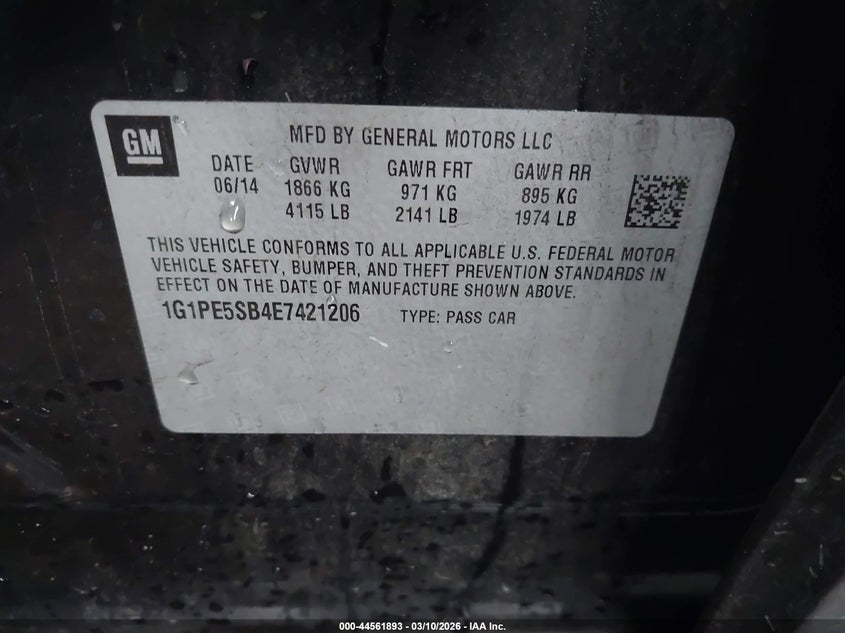 GM
MFD BY GENERAL MOTORS LLC
DATE GVWR GAWR FRT GAWR RR
06/14 1866 KG 971 KG 895 KG
4115 LB 2141 LB 1974 LB
THIS VEHICLE CONFORMS TO ALL APPLICABLE U.S. FEDERAL MOTOR
VEHICLE SAFETY, BUMPER, AND THEFT PREVENTION STANDARDS IN
EFFECT ON THE DATE OF MANUFACTURE SHOWN ABOVE.
1G1PE5SB4E7421206 TYPE: PASS CAR
000-44561893 - 03/10/2026 - IAA Inc.